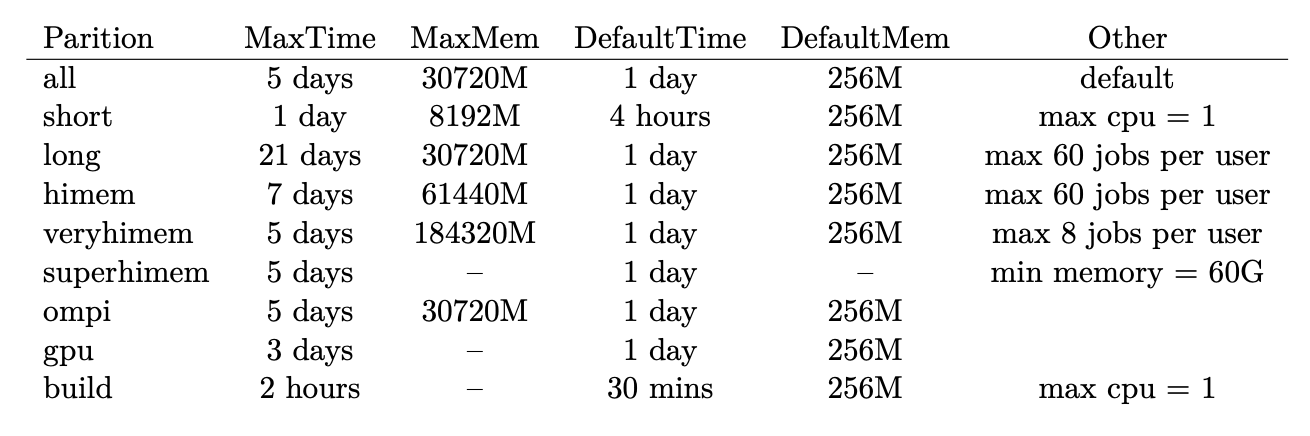 Parition MaxTime MaxMem DefaultTime DefaultMem Other
all 5 days 30720M 1 day 256M default
short 1 day 8192M 4 hours 256M max cpu = 1
long 21 days 30720M 1 day 256M max 60 jobs per user
himem 7 days 61440M 1 day 256M max 60 jobs per user
veryhimem 5 days 184320M 1 day 256M max 8 jobs per user
superhimem 5 days – 1 day – min memory = 60G
ompi 5 days 30720M 1 day 256M
gpu 3 days – 1 day 256M
build 2 hours – 30 mins 256M max cpu = 1